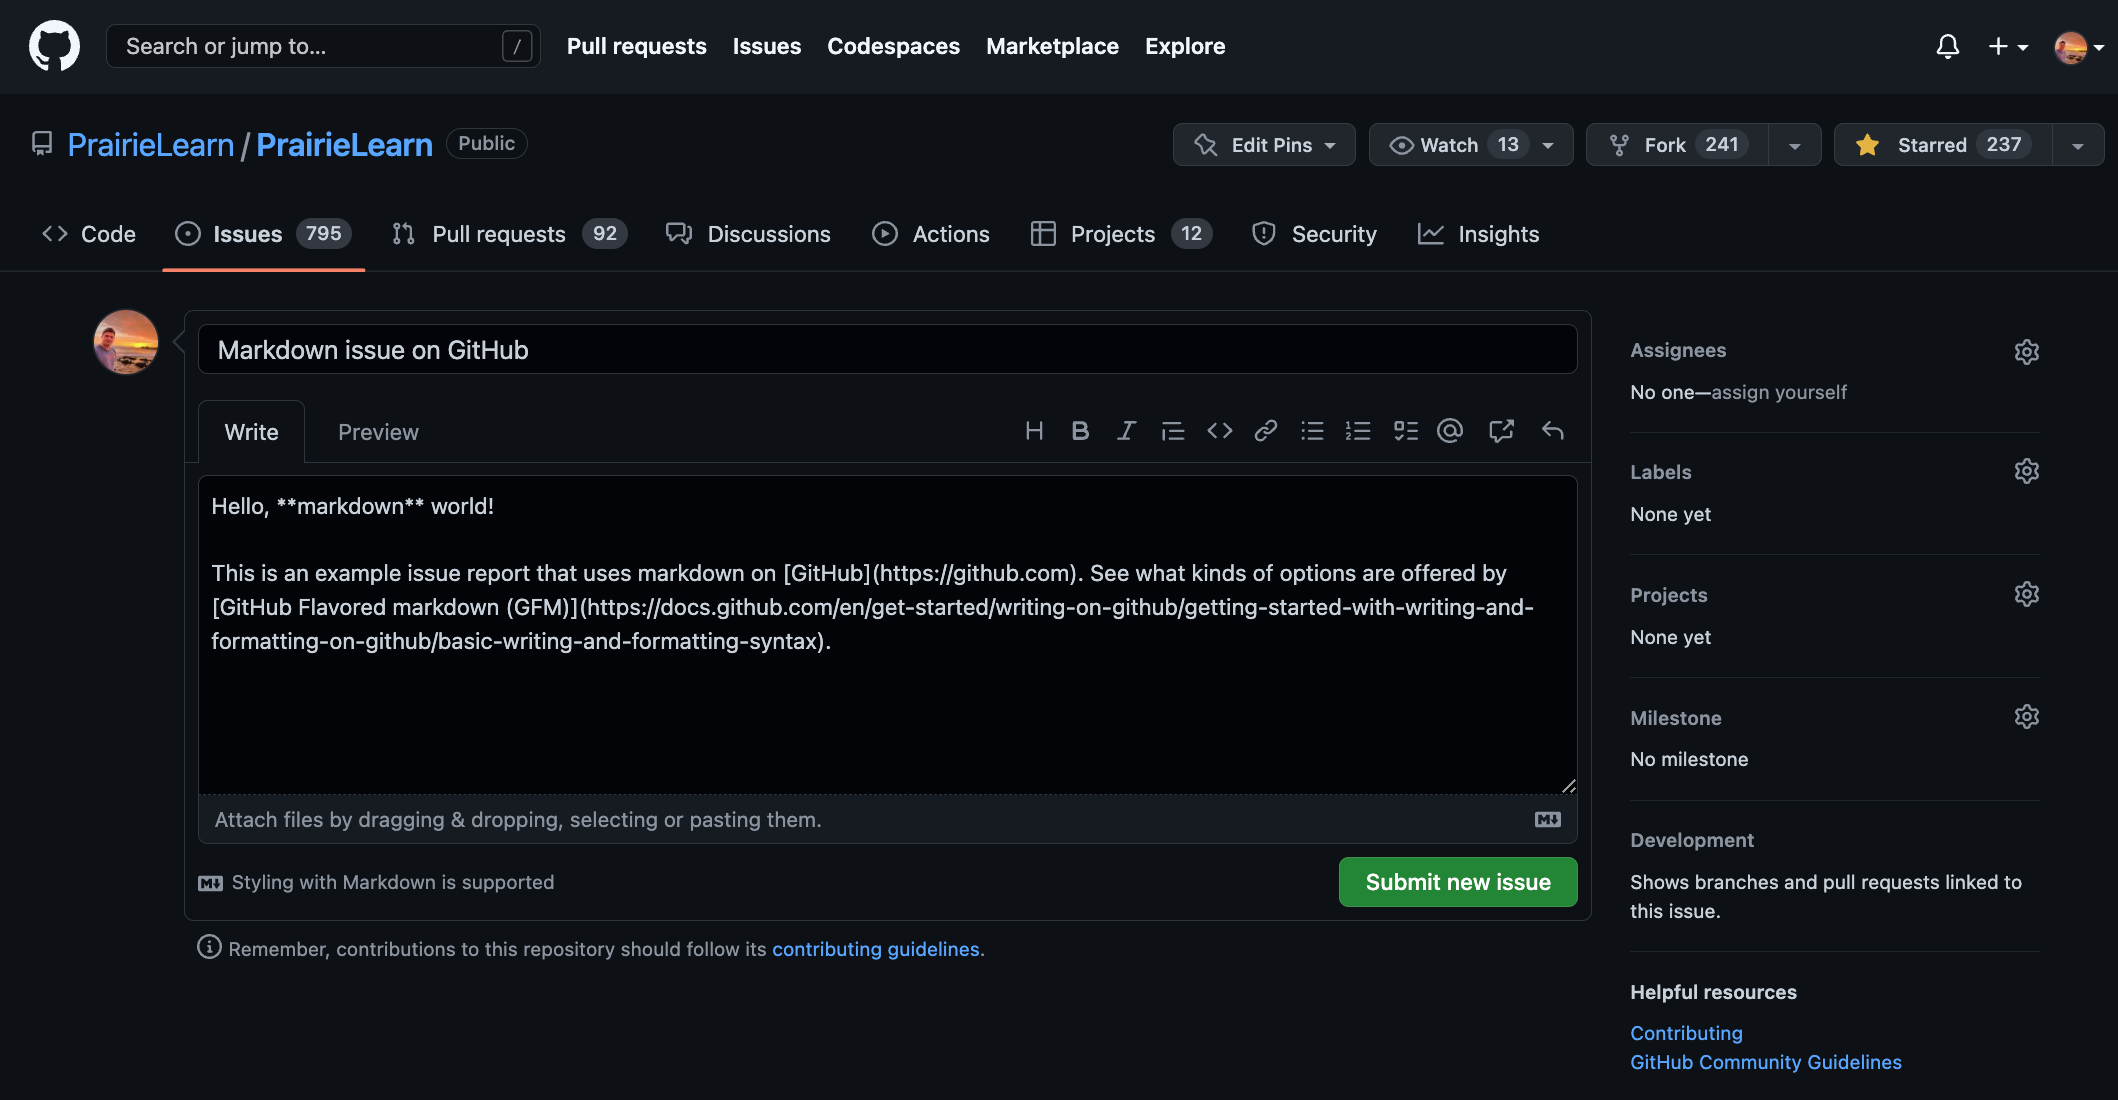 Search or jump to... /
Pull requests Issues Codespaces Marketplace Explore
PrairieLearn / PrairieLearn Public
Edit Pins Watch 13 Fork 241 Starred 237
Code Issues 795 Pull requests 92 Discussions Actions Projects 12 Security Insights
Markdown issue on GitHub
Write Preview
Hello, **markdown** world!
This is an example issue report that uses markdown on [GitHub](https://github.com). See what kinds of options are offered by
[GitHub Flavored markdown (GFM)](https://docs.github.com/en/get-started/writing-on-github/getting-started-with-writing-and-
formatting-on-github/basic-writing-and-formatting-syntax).
Attach files by dragging & dropping, selecting or pasting them.
Styling with Markdown is supported
Submit new issue
Remember, contributions to this repository should follow its contributing guidelines.
Assignees
No one—assign yourself
Labels
None yet
Projects
None yet
Milestone
No milestone
Development
Shows branches and pull requests linked to
this issue.
Helpful resources
Contributing
GitHub Community Guidelines